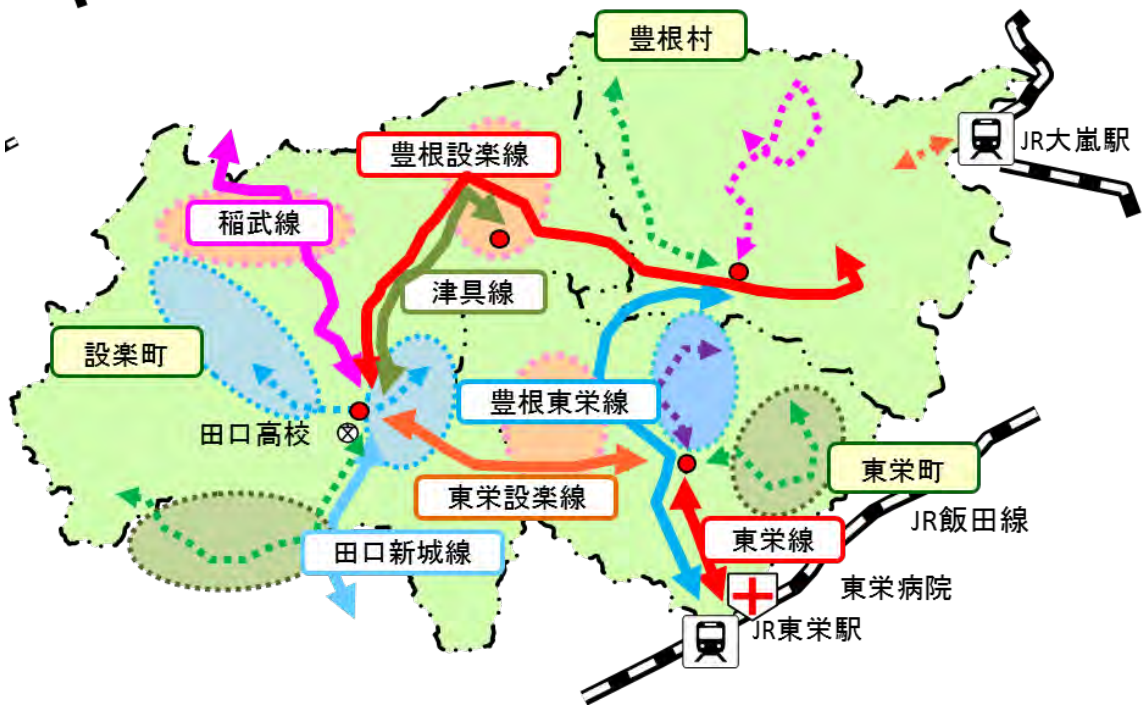 豊根村
JR大嵐駅
豊根設楽線
稲武線
津具線
設楽町
豊根東栄線
田口高校
文
東栄設楽線
東栄町
JR飯田線
東栄線
田口新城線
東栄病院
JR東栄駅